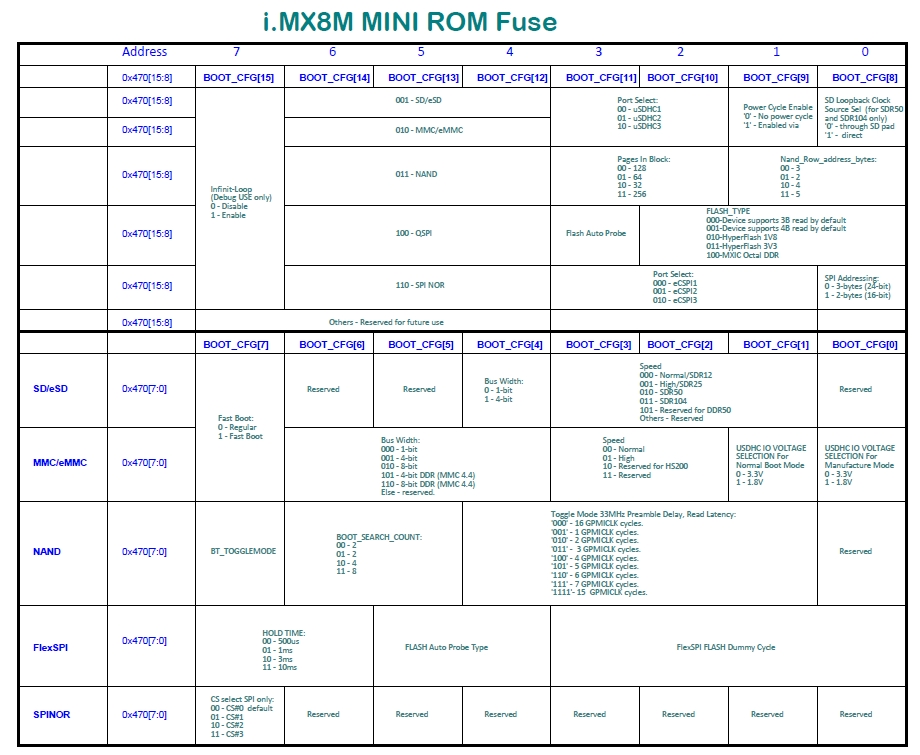 i.MX8M MINI ROM Fuse
Address 7 6 5 4 3 2 1 0
0x470[15:8] BOOT_CFG[15] BOOT_CFG[14] BOOT_CFG[13] BOOT_CFG[12] BOOT_CFG[11] BOOT_CFG[10] BOOT_CFG[9] BOOT_CFG[8]
0x470[15:8]
Infinit-Loop
(Debug USE only)
0 - Disable
1 - Enable
001 - SD/eSD
Port Select:
00 - uSDHC1
01 - uSDHC2
10 - uSDHC3
Power Cycle Enable
'0' - No power cycle
'1' - Enabled via
SD Loopback Clock
Source Sel (for SDR50
and SDR104 only)
'0' - through SD pad
'1' - direct
0x470[15:8]
010 - MMC/eMMC
0x470[15:8]
011 - NAND
Pages In Block:
00 - 128
01 - 64
10 - 32
11 - 256
Nand_Row_address_bytes:
00 - 3
01 - 2
10 - 4
11 - 5
0x470[15:8]
100 - QSPI
Flash Auto Probe
FLASH_TYPE
000-Device supports 3B read by default
001-Device supports 4B read by default
010-HyperFlash 1V8
011-HyperFlash 3V3
100-MXIC Octal DDR
0x470[15:8]
110 - SPI NOR
Port Select:
000 - eCSPI1
001 - eCSPI2
010 - eCSPI3
SPI Addressing:
0 - 3-bytes (24-bit)
1 - 2-bytes (16-bit)
0x470[15:8]
Others - Reserved for future use
BOOT_CFG[7] BOOT_CFG[6] BOOT_CFG[5] BOOT_CFG[4] BOOT_CFG[3] BOOT_CFG[2] BOOT_CFG[1] BOOT_CFG[0]
SD/eSD
0x470[7:0]
Fast Boot:
0 - Regular
1 - Fast Boot
Reserved
Reserved
Bus Width:
0 - 1-bit
1 - 4-bit
Speed
000 - Normal/SDR12
001 - High/SDR25
010 - SDR50
011 - SDR104
101 - Reserved for DDR50
Others - Reserved
Reserved
MMC/eMMC
0x470[7:0]
Bus Width:
000 - 1-bit
001 - 4-bit
010 - 8-bit
101 - 4-bit DDR (MMC 4.4)
110 - 8-bit DDR (MMC 4.4)
Else - reserved.
Speed
00 - Normal
01 - High
10 - Reserved for HS200
11 - Reserved
USDHC IO VOLTAGE
SELECTION For
Normal Boot Mode
0 - 3.3V
1 - 1.8V
USDHC IO VOLTAGE
SELECTION For
Manufacture Mode
0 - 3.3V
1 - 1.8V
NAND
0x470[7:0]
BT_TOGGLEMODE
BOOT_SEARCH_COUNT:
00 - 2
01 - 2
10 - 4
11 - 8
Toggle Mode 33MHz Preamble Delay, Read Latency:
'000' - 16 GPMICLK cycles.
'001' - 1 GPMICLK cycles.
'010' - 2 GPMICLK cycles.
'011' - 3 GPMICLK cycles.
'100' - 4 GPMICLK cycles.
'101' - 5 GPMICLK cycles.
'110' - 6 GPMICLK cycles.
'111' - 7 GPMICLK cycles.
'1111'- 15 GPMICLK cycles.
Reserved
FlexSPI
0x470[7:0]
HOLD TIME:
00 - 500us
01 - 1ms
10 - 3ms
11 - 10ms
FLASH Auto Probe Type
FlexSPI FLASH Dummy Cycle
SPINOR
0x470[7:0]
CS select SPI only:
00 - CS#0 default
01 - CS#1
10 - CS#2
11 - CS#3
Reserved
Reserved
Reserved
Reserved
Reserved
Reserved
Reserved